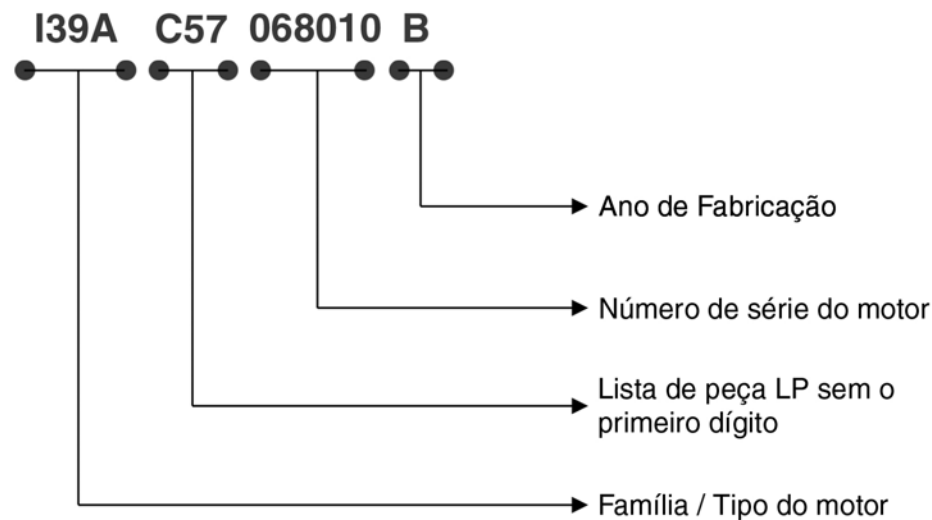 I39A C57 068010 B
Ano de Fabricação
Número de série do motor
Lista de peça LP sem o
primeiro dígito
Família / Tipo do motor